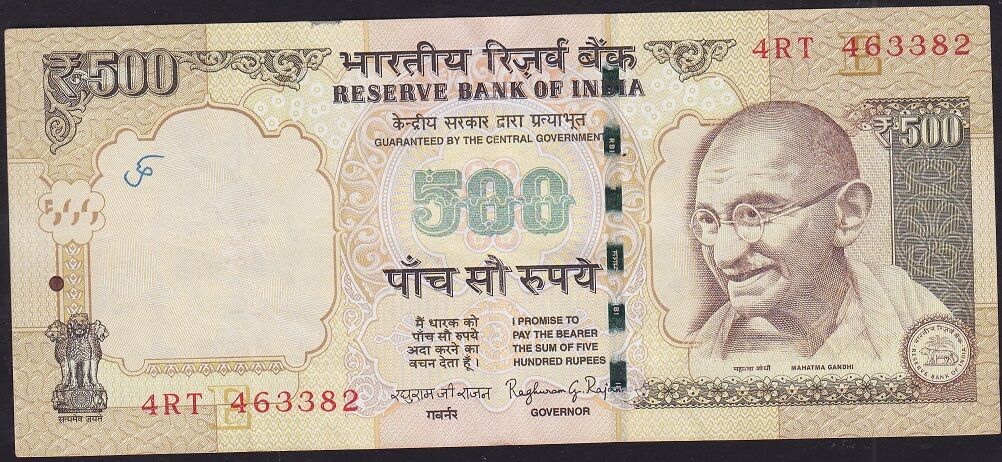 ₹500
भारतीय रिज़र्व बैंक
RESERVE BANK OF INDIA
4RT 463382
E
केन्द्रीय सरकार द्वारा प्रत्याभूत
GUARANTEED BY THE CENTRAL GOVERNMENT
₹500
500
पाँच सौ रुपये
मैं धारक को
पाँच सौ रुपये
अदा करने का
वचन देता हूँ।
I PROMISE TO
PAY THE BEARER
THE SUM OF FIVE
HUNDRED RUPEES
रघुराम जी राजन
Raghuram G. Rajan
गवर्नर
GOVERNOR
महात्मा गांधी
MAHATMA GANDHI
सत्यमेव जयते
4RT 463382
E